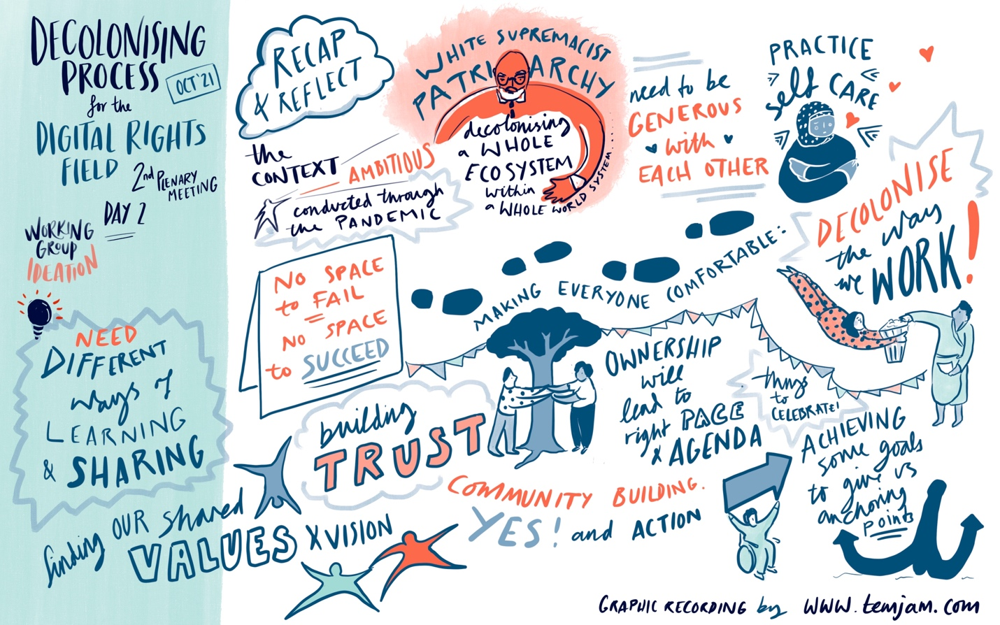 DECOLONISING
PROCESS
OCT '21
for the
DIGITAL RIGHTS
FIELD
2nd PLENARY
MEETING
DAY 2
WORKING
GROUP
IDEATION
NEED
DIFFERENT
ways of
LEARNING
& SHARING
finding OUR shared
VALUES X VISION
RECAP
& REFLECT
the
CONTEXT
AMBITIOUS
conducted through
the PANDEMIC
WHITE SUPREMACIST
PATRIARCHY
decolonising
a WHOLE
ECOSYSTEM
within
a WHOLE WORLD SYSTEM....
need to be
GENEROUS
with
EACH OTHER
PRACTICE
self CARE
DECOLONISE
the way
we WORK!
NO SPACE
to FAIL
NO SPACE
to SUCCEED
MAKING EVERYONE COMFORTABLE:
building
TRUST
OWNERSHIP
will
lead to
right PACE
& AGENDA
things
to
CELEBRATE!
COMMUNITY BUILDING.
YES! and ACTION
ACHIEVING
some goals
to give us
anchoring
points
GRAPHIC RECORDING by WWW.temjam.com